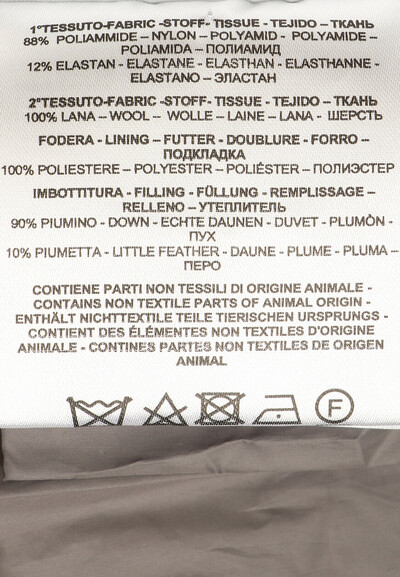 1°TESSUTO-FABRIC -STOFF- TISSUE - TEJIDO – ТКАНЬ
88% POLIAMMIDE – NYLON – POLYAMID - POLYAMIDE –
POLIAMIDA – ПОЛИАМИД
12% ELASTAN - ELASTANE - ELASTHAN - ELASTHANNE -
ELASTANO – ЭЛАСТАН
2°TESSUTO-FABRIC -STOFF- TISSUE - TEJIDO – ТКАНЬ
100% LANA – WOOL – WOLLE – LAINE – LANA - ШЕРСТЬ
FODERA - LINING – FUTTER - DOUBLURE - FORRO –
ПОДКЛАДКА
100% POLIESTERE – POLYESTER – POLIÉSTER – ПОЛИЭСТЕР
IMBOTTITURA - FILLING - FÜLLUNG - REMPLISSAGE –
RELLENO – УТЕПЛИТЕЛЬ
90% PIUMINO - DOWN - ECHTE DAUNEN - DUVET - PLUMÒN -
ПУХ
10% PIUMETTA - LITTLE FEATHER - DAUNE - PLUME - PLUMA –
ПЕРО
CONTIENE PARTI NON TESSILI DI ORIGINE ANIMALE -
CONTAINS NON TEXTILE PARTS OF ANIMAL ORIGIN -
ENTHÄLT NICHTTEXTILE TEILE TIERISCHEN URSPRUNGS -
CONTIENT DES ÉLÉMENTES NON TEXTILES D'ORIGINE
ANIMALE - CONTINES PARTES NON TEXTILES DE ORIGEN
ANIMAL
F